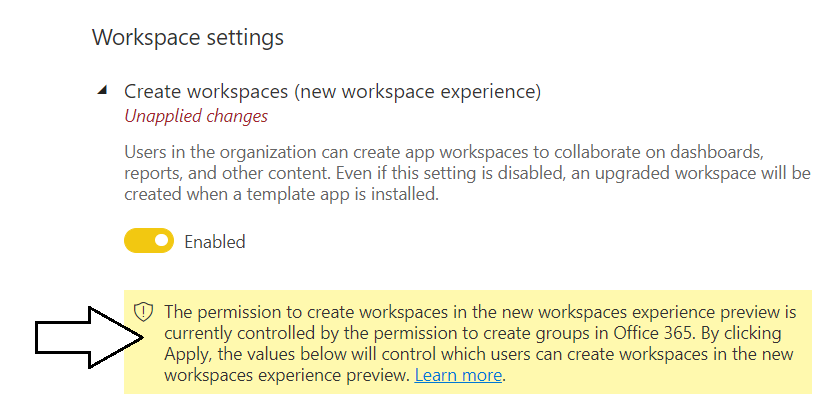 Workspace settings
Create workspaces (new workspace experience)
Unapplied changes
Users in the organization can create app workspaces to collaborate on dashboards,
reports, and other content. Even if this setting is disabled, an upgraded workspace will be
created when a template app is installed.
Enabled
The permission to create workspaces in the new workspaces experience preview is
currently controlled by the permission to create groups in Office 365. By clicking
Apply, the values below will control which users can create workspaces in the new
workspaces experience preview. Learn more.